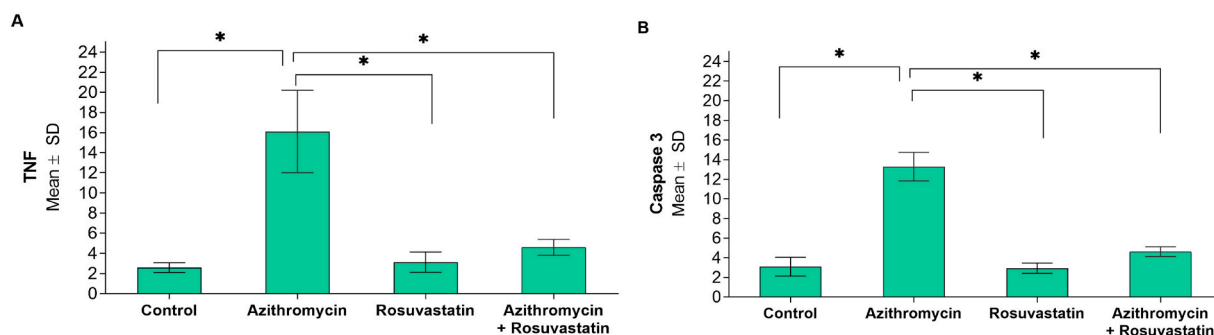 A
TNF
Mean ± SD
24
22
20
18
16
14
12
10
8
6
4
2
0
*
*
*
Control
Azithromycin
Rosuvastatin
Azithromycin
+ Rosuvastatin
B
Caspase 3
Mean ± SD
24
22
20
18
16
14
12
10
8
6
4
2
0
*
*
*
Control
Azithromycin
Rosuvastatin
Azithromycin
+ Rosuvastatin